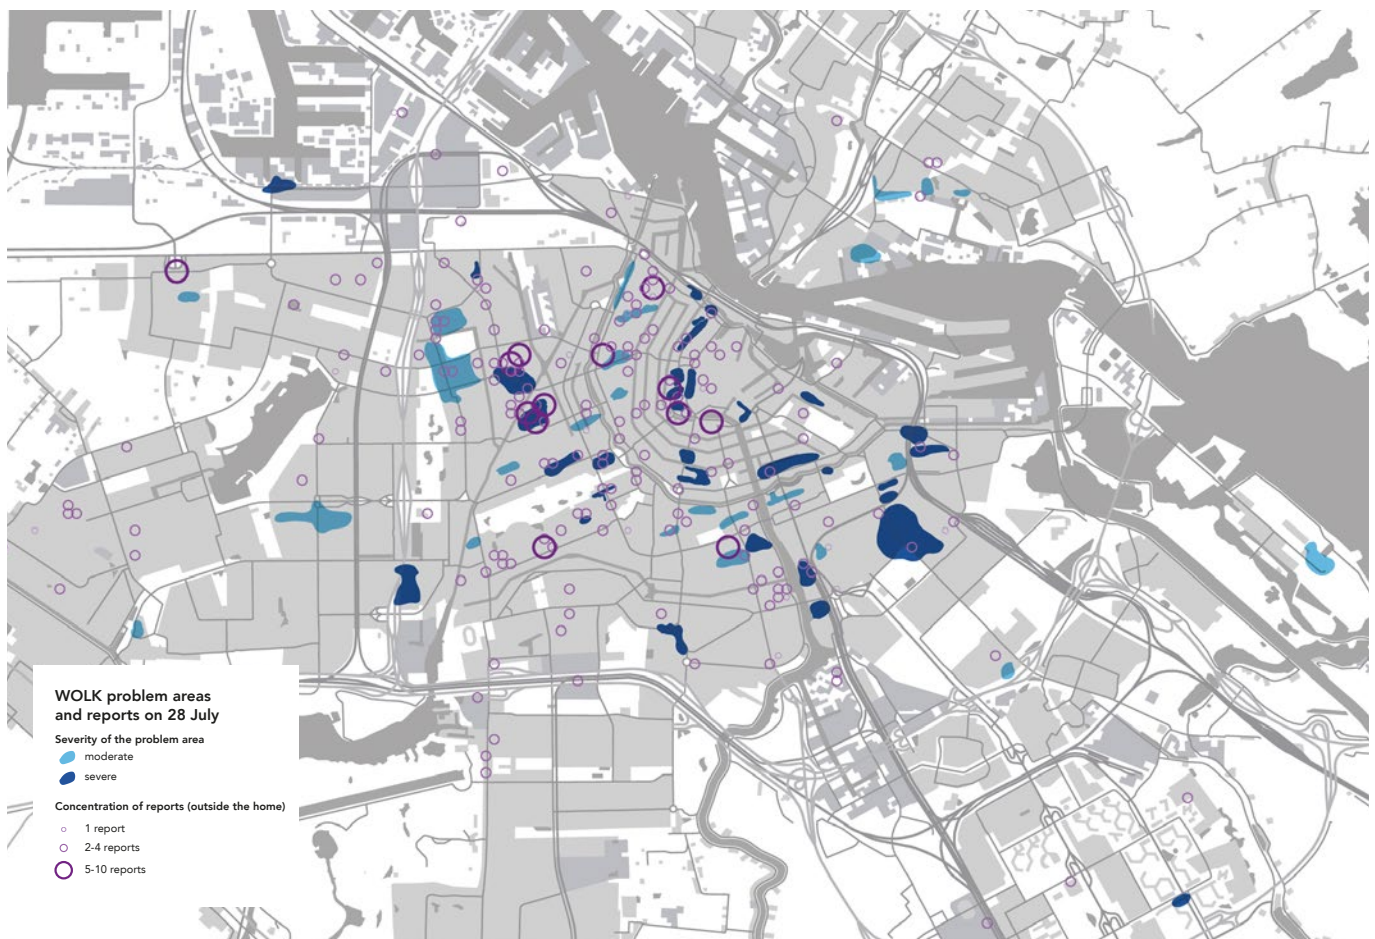 WOLK problem areas
and reports on 28 July
Severity of the problem area
moderate
severe
Concentration of reports (outside the home)
1 report
2-4 reports
5-10 reports